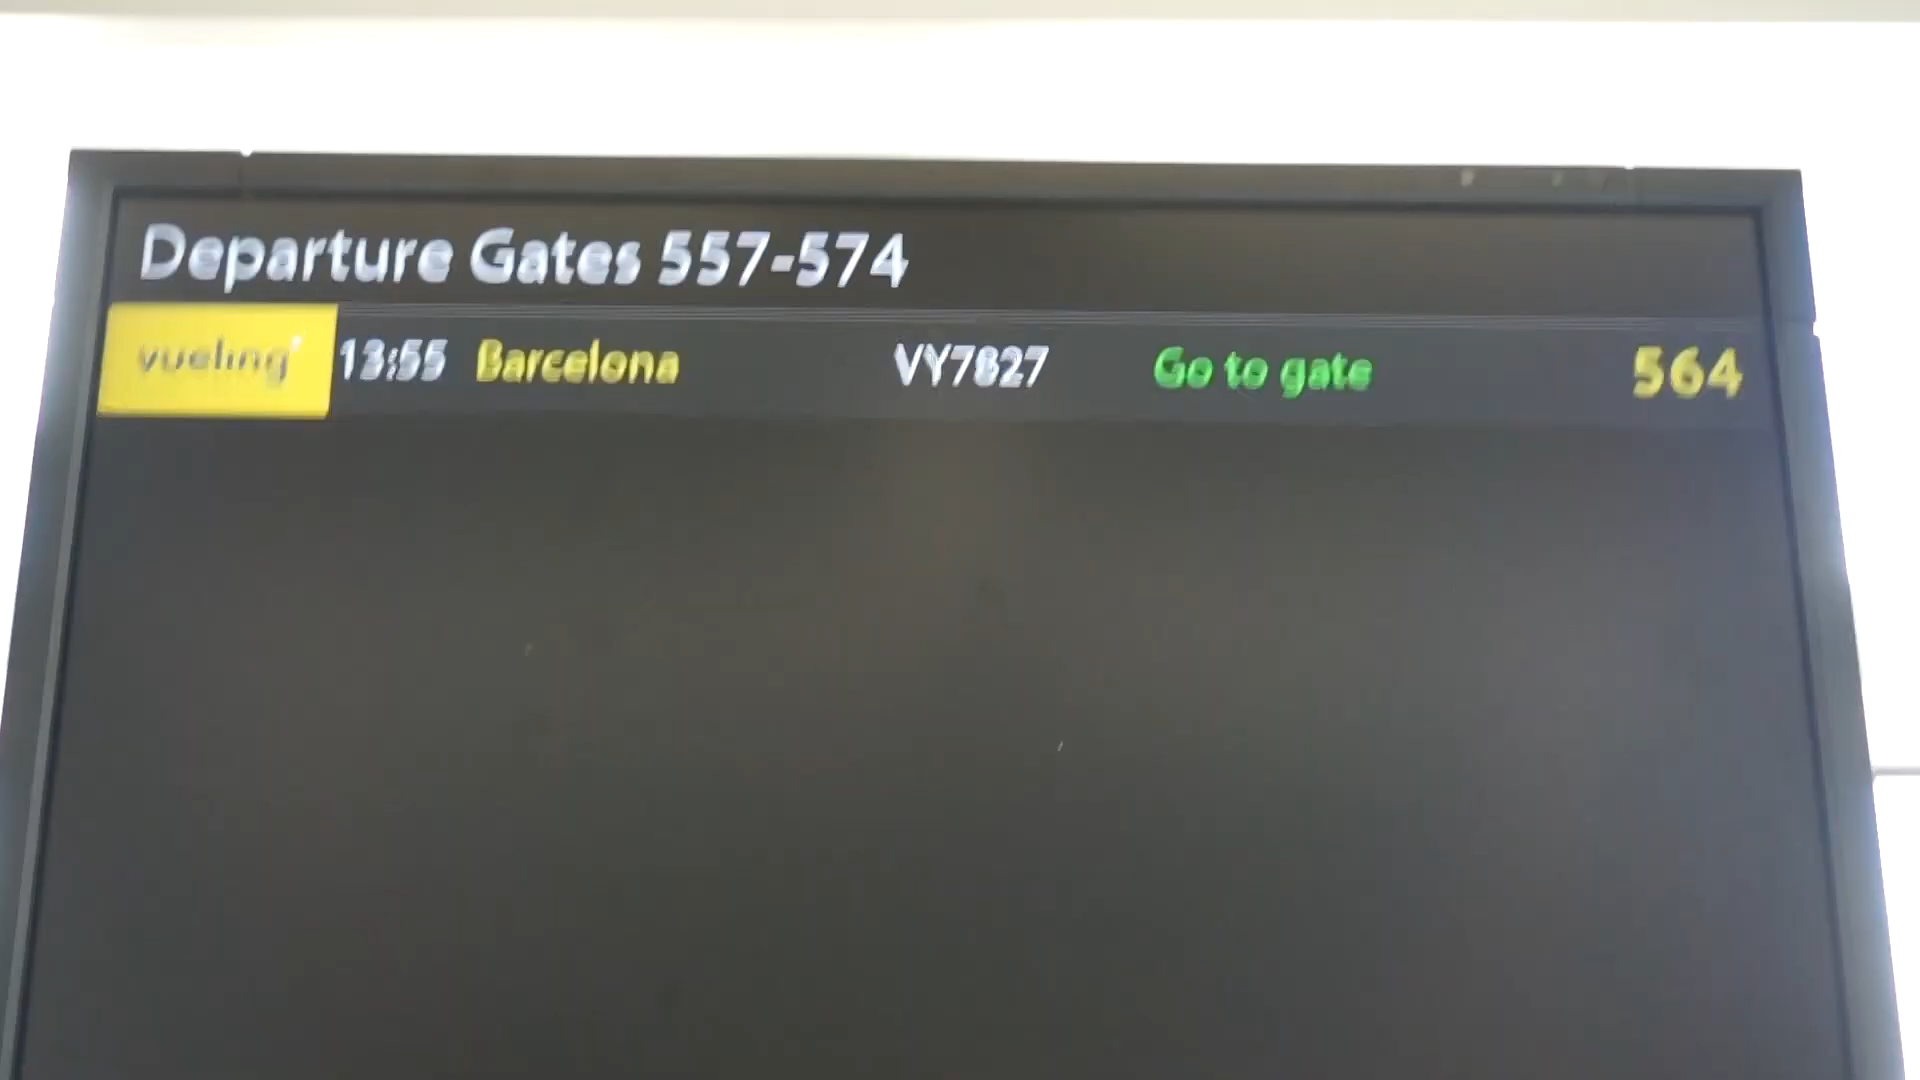 Departure Gates 557-574
vueling 13:55 Barcelona VY7827 Go to gate 564